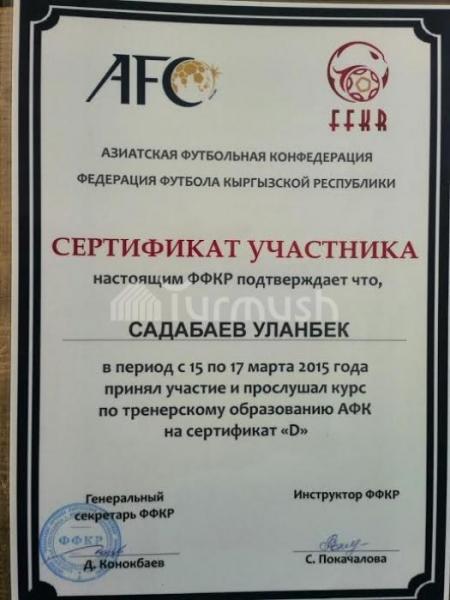 AFC
FFKR
АЗИАТСКАЯ ФУТБОЛЬНАЯ КОНФЕДЕРАЦИЯ
ФЕДЕРАЦИЯ ФУТБОЛА КЫРГЫЗСКОЙ РЕСПУБЛИКИ
СЕРТИФИКАТ УЧАСТНИКА
настоящим ФФКР подтверждает что,
Turmush
САДАБАЕВ УЛАНБЕК
в период с 15 по 17 марта 2015 года
принял участие и прослушал курс
по тренерскому образованию АФК
на сертификат «D»
Генеральный
секретарь ФФКР
Инструктор ФФКР
ФФКР
Д. Конокбаев
С. Покачалова